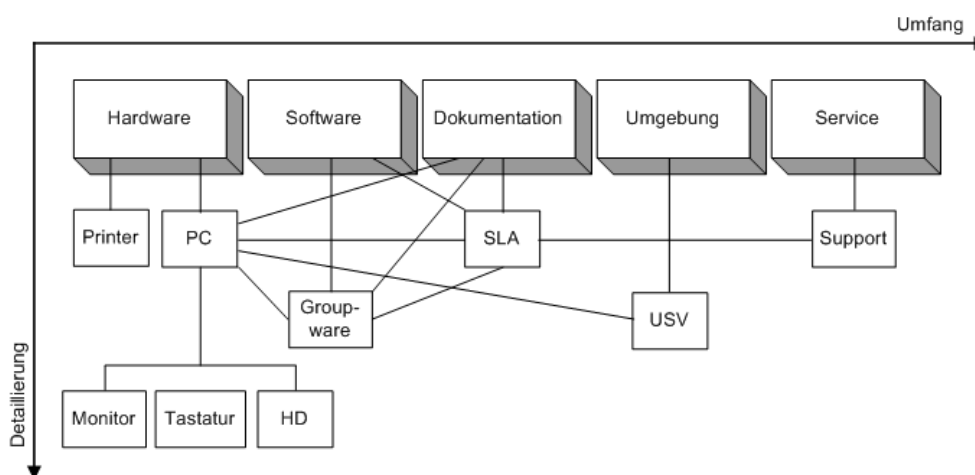 Umfang
Hardware
Software
Dokumentation
Umgebung
Service
Printer
PC
SLA
Support
Group-
ware
USV
Monitor
Tastatur
HD
Detaillierung